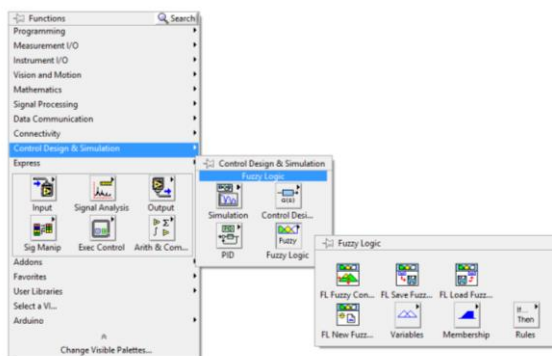 Functions
Search
Programming
Measurement I/O
Instrument I/O
Vision and Motion
Mathematics
Signal Processing
Data Communication
Connectivity
Control Design & Simulation
Express
Input Signal Analysis Output
Sig Manip Exec Control Arith & Com...
Addons
Favorites
User Libraries
Select a VI...
Arduino
Change Visible Palettes...
Control Design & Simulation
Fuzzy Logic
Simulation Control Desi...
PID
Fuzzy
Fuzzy Logic
Fuzzy Logic
FL Fuzzy Con... FL Save Fuzz... FL Load Fuzz...
If...
Then
FL New Fuzz... Variables Membership Rules